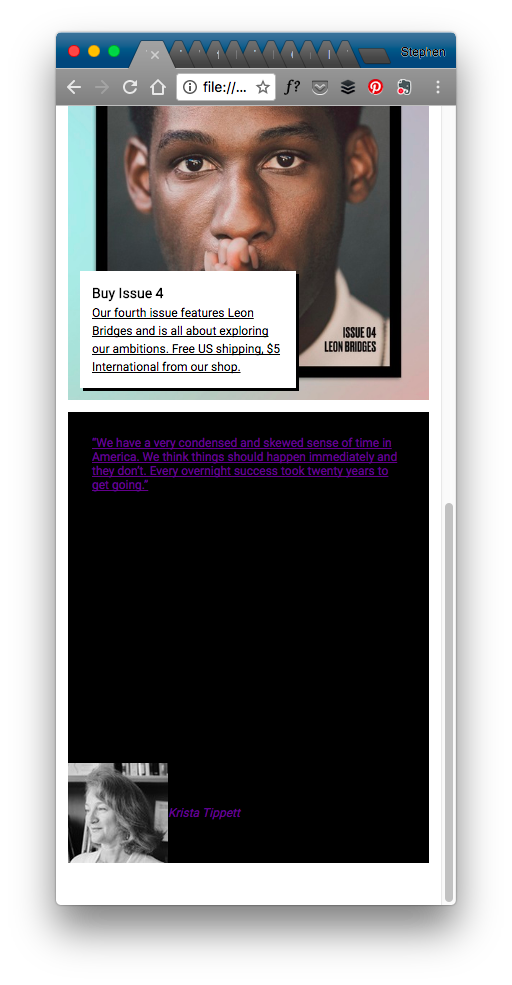 Stephen
file://...
f?
ISSUE 04
LEON BRIDGES
Buy Issue 4
Our fourth issue features Leon
Bridges and is all about exploring
our ambitions. Free US shipping, $5
International from our shop.
“We have a very condensed and skewed sense of time in
America. We think things should happen immediately and
they don’t. Every overnight success took twenty years to
get going.”
Krista Tippett